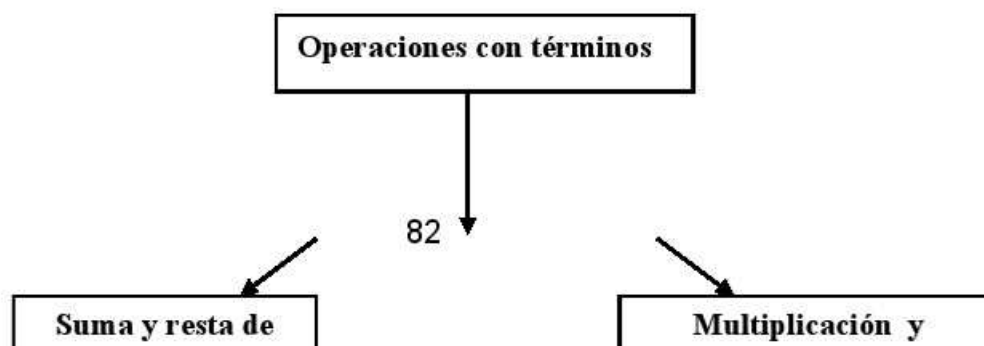 Operaciones con términos
82
Suma y resta de
Multiplicación y